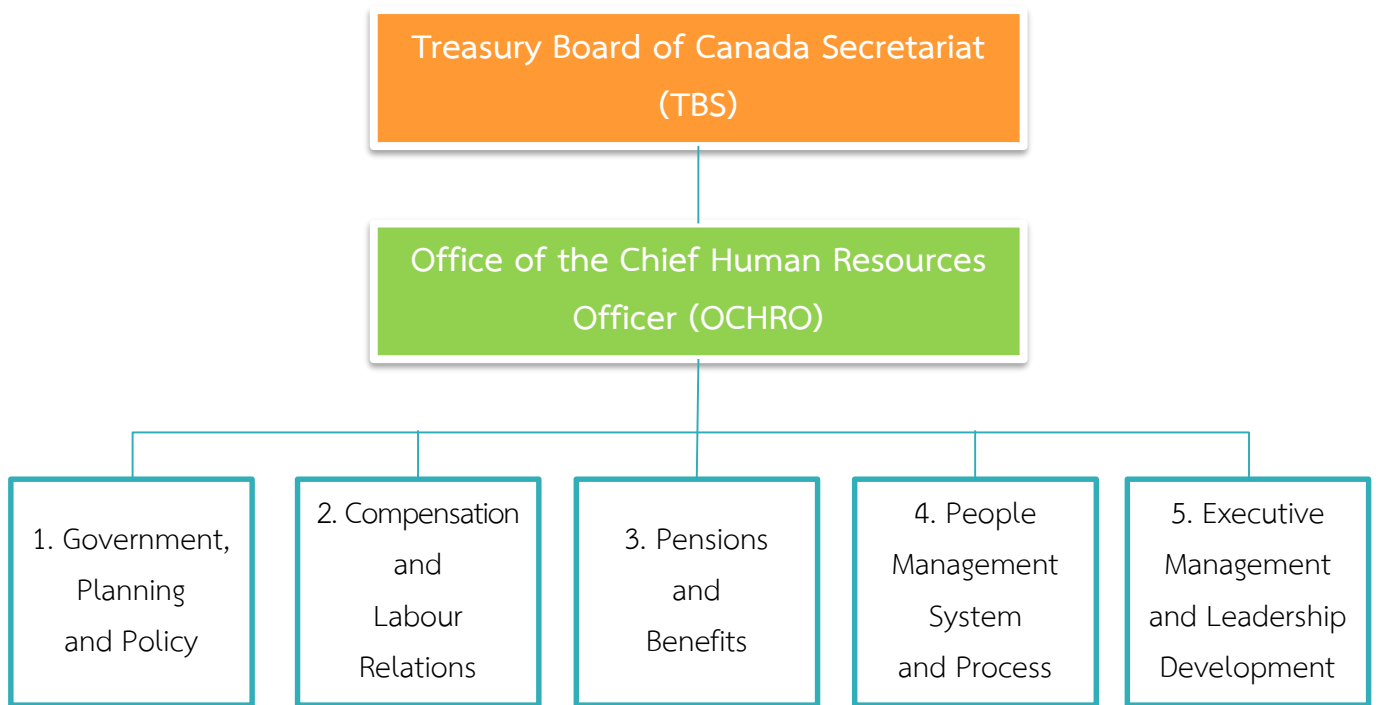 Treasury Board of Canada Secretariat
(TBS)
Office of the Chief Human Resources
Officer (OCHRO)
1. Government,
Planning
and Policy
2. Compensation
and
Labour
Relations
3. Pensions
and
Benefits
4. People
Management
System
and Process
5. Executive
Management
and Leadership
Development